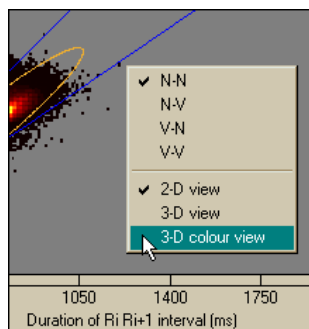 N-N
N-V
V-N
V-V
2-D view
3-D view
3-D colour view
1050 1400 1750
Duration of Ri Ri+1 interval (ms)